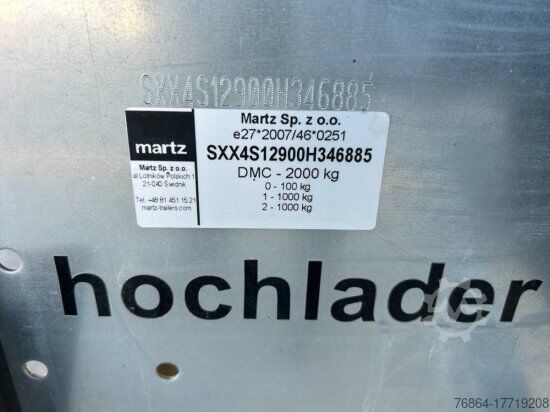 SXX4S12900H346885
martz
Martz Sp. z o.o.
al Lotników Polskich 1
21-040 Świdnik
Tel. +48 81 451 15 21
martz-trailers.com
Martz Sp. z o.o.
e27*2007/46*0251
SXX4S12900H346885
DMC - 2000 kg
0 - 100 kg
1 - 1000 kg
2 - 1000 kg
hochlader
76864-17719208